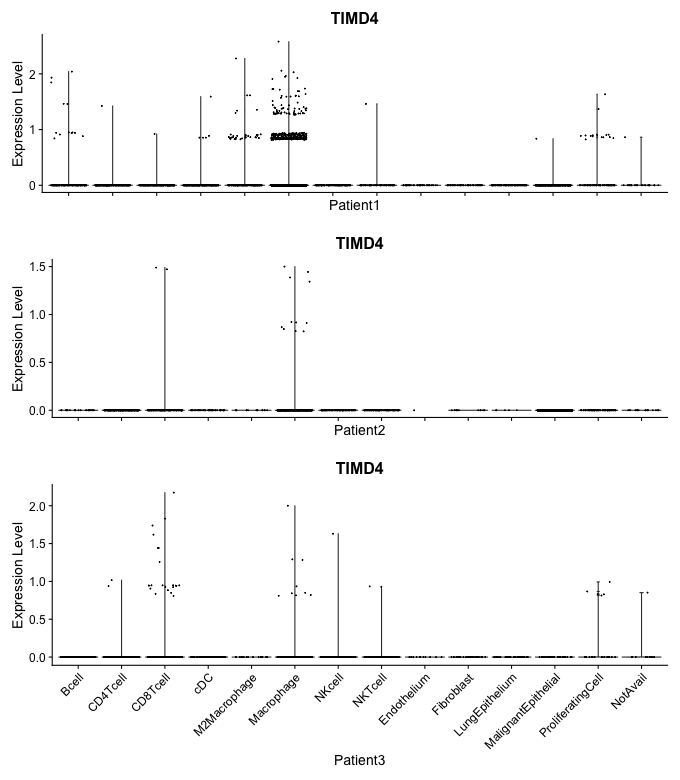 TIMD4
Expression Level
2
1
0
Patient1
TIMD4
Expression Level
1.5
1.0
0.5
0.0
Patient2
TIMD4
Expression Level
2.0
1.5
1.0
0.5
0.0
Bcell
CD4Tcell
CD8Tcell
cDC
M2Macrophage
Macrophage
NKcell
NKTcell
Endothelium
Fibroblast
LungEpithelium
MalignantEpithelial
ProliferatingCell
NotAvail
Patient3